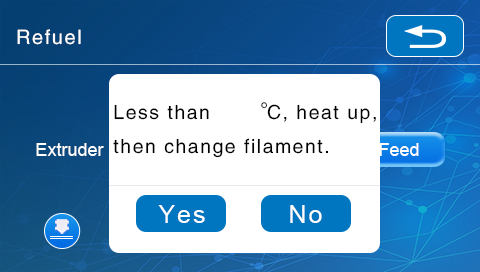 Refuel
Less than °C, heat up,
then change filament.
Extruder
Feed
Yes No